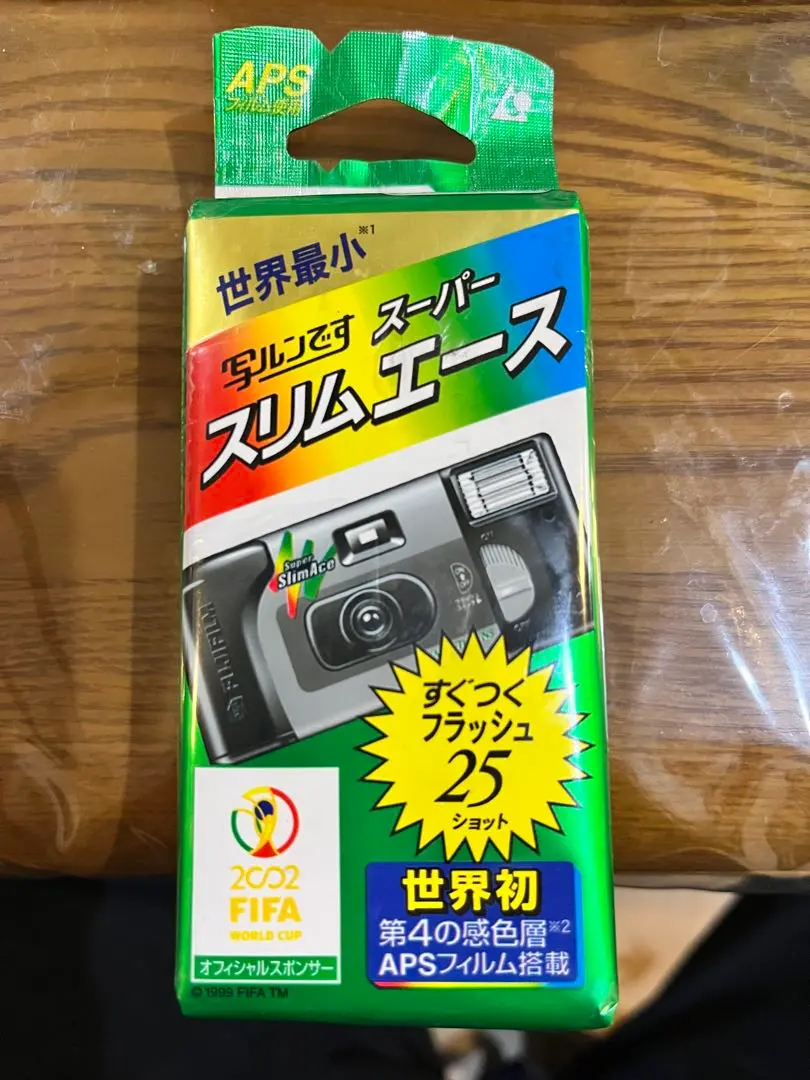 APS
フィルム使用
世界最小※1
写ルンです スーパー
スリムエース
Super
SlimAce
FUJIFILM
すぐつく
フラッシュ
25
ショット
2002
FIFA
WORLD CUP
オフィシャルスポンサー
© 1999 FIFA TM
世界初
第4の感色層※2
APSフィルム搭載